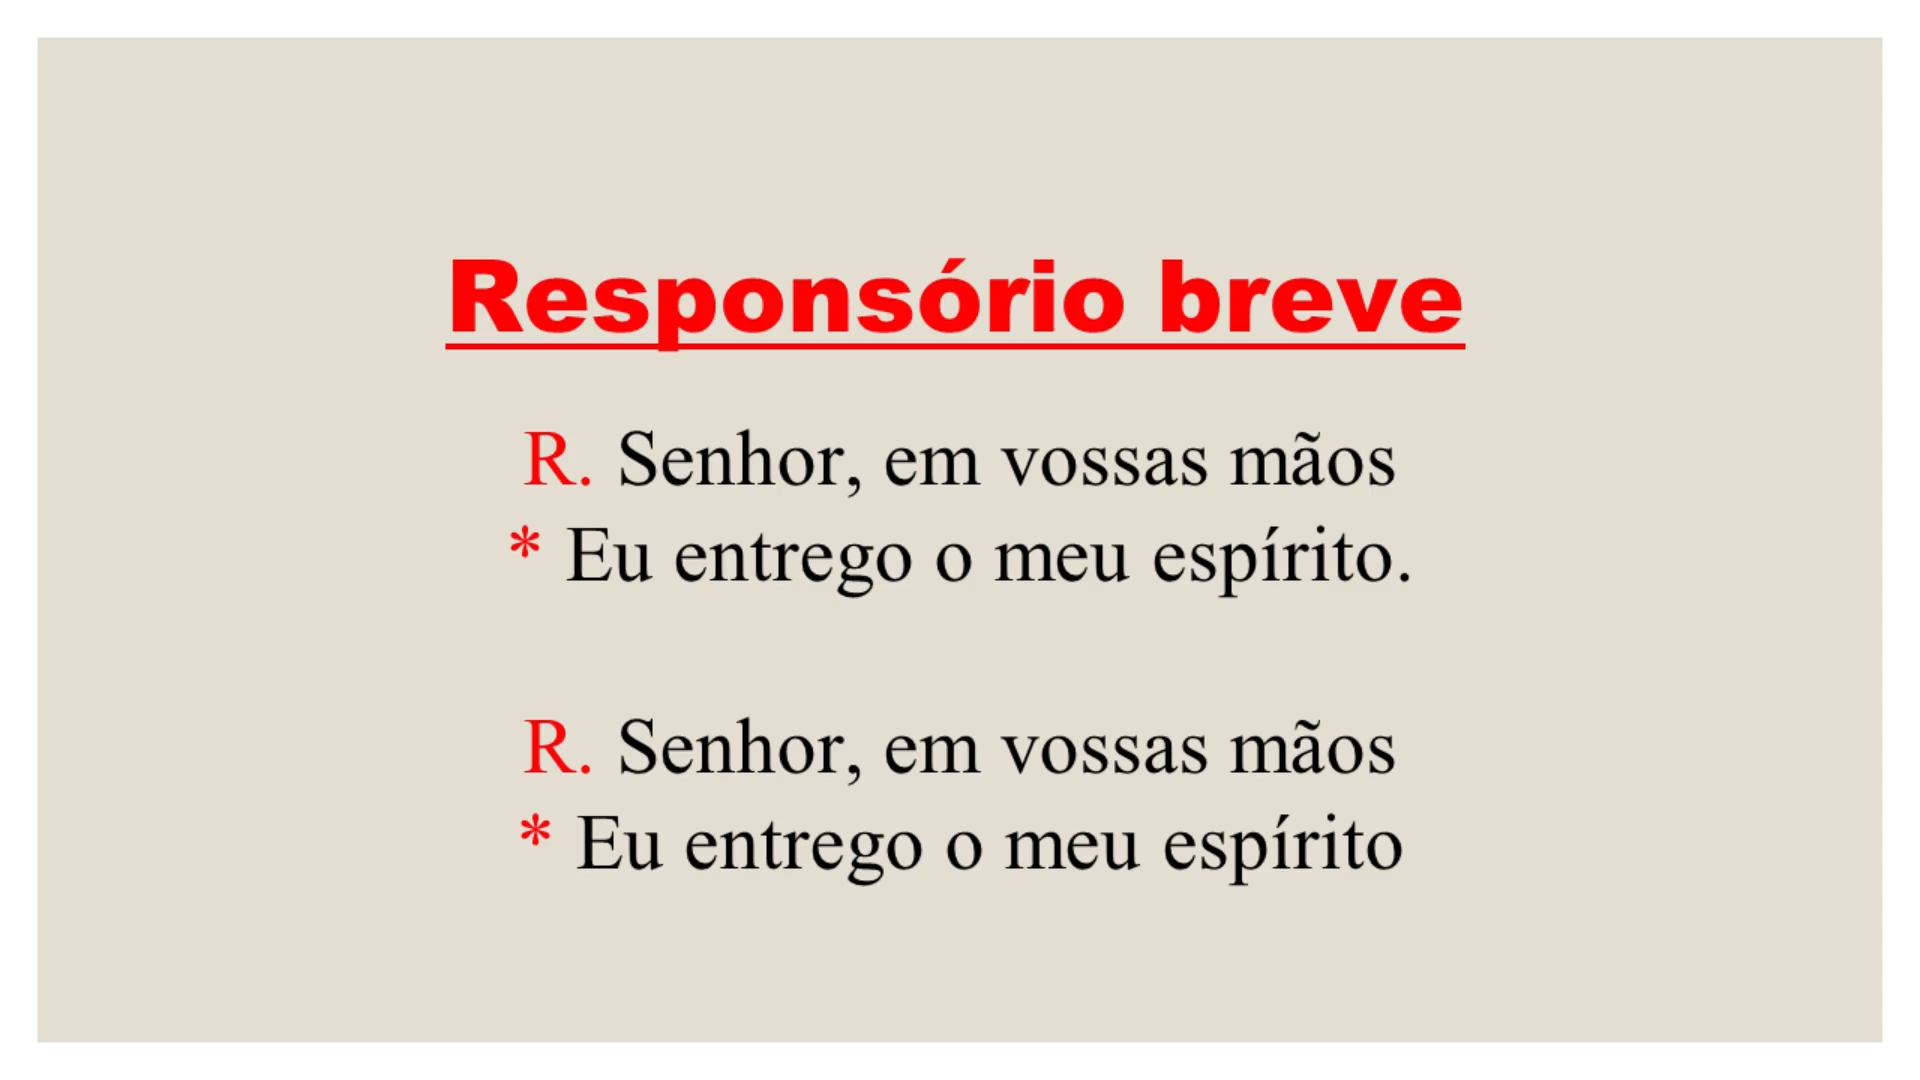 Responsório breve
R. Senhor, em vossas mãos
* Eu entrego o meu espírito.
R. Senhor, em vossas mãos
* Eu entrego o meu espírito